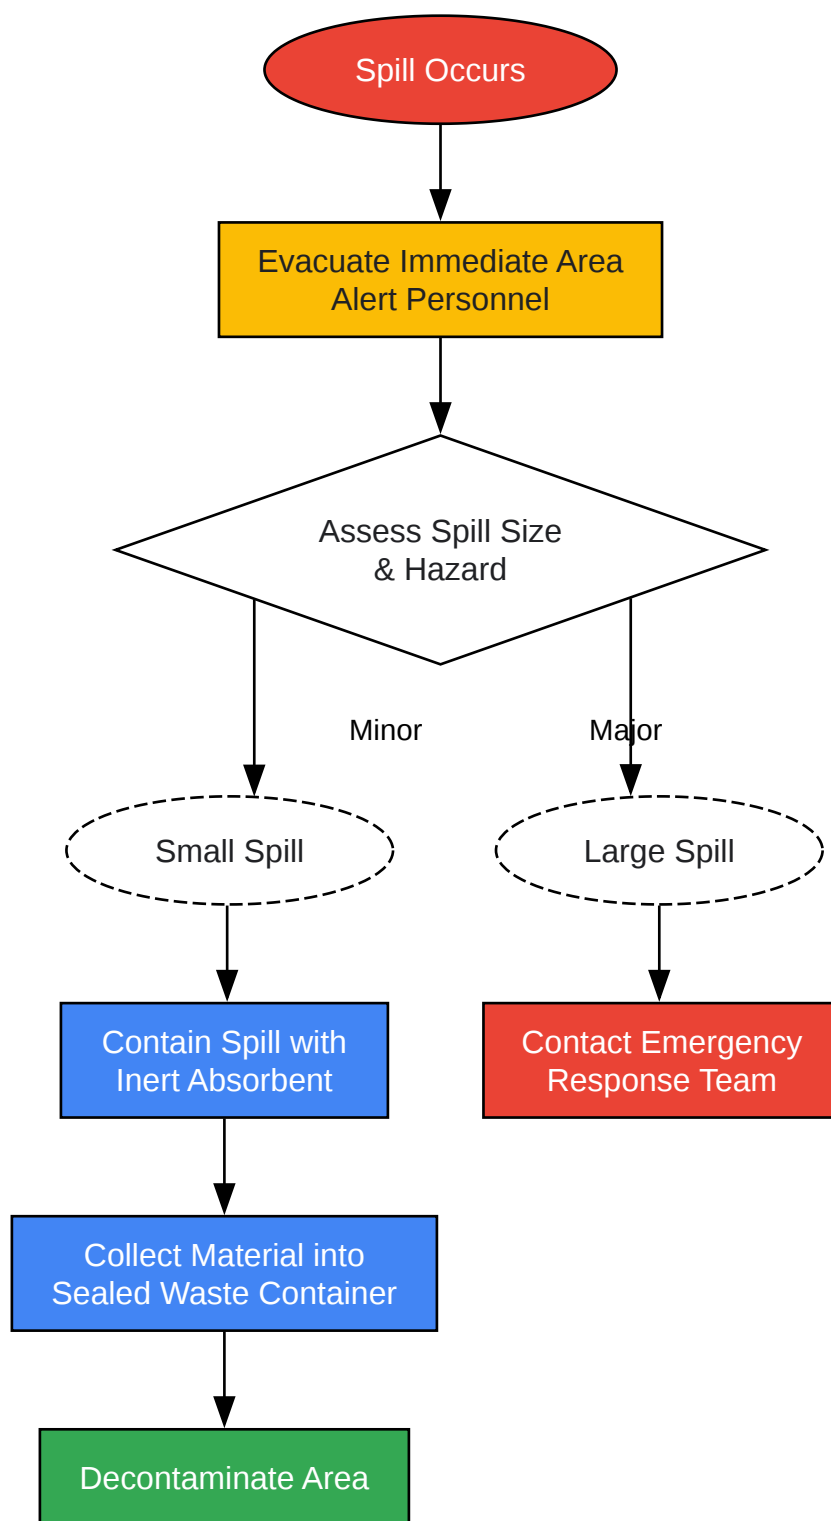 Spill Occurs
Evacuate Immediate Area
Alert Personnel
Assess Spill Size
& Hazard
Minor
Major
Small Spill
Large Spill
Contain Spill with
Inert Absorbent
Contact Emergency
Response Team
Collect Material into
Sealed Waste Container
Decontaminate Area